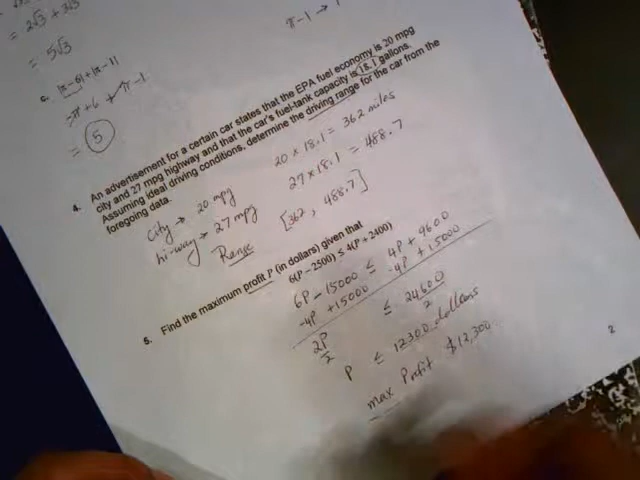 = 2√3 + 3√3
= 5√3
π-1 →
c. |π-6|+|π-1|
=-π+6 + π-1
= 5
4. An advertisement for a certain car states that the EPA fuel economy is 20 mpg
city and 27 mpg highway and that the car's fuel-tank capacity is 18.1 gallons.
Assuming ideal driving conditions, determine the driving range for the car from the
foregoing data.
20 x 18.1 = 362 miles
27 x 18.1 = 488.7
city → 20 mpg
hi-way → 27 mpg
Range [362, 488.7]
5. Find the maximum profit P (in dollars) given that
6(P − 2500) ≤ 4(P + 2400)
6P - 15000 ≤ 4P + 9600
-4P +15000 -4P + 15000
2P/2 ≤ 24600/2
P ≤ 12300 dollars
max Profit $12,300.
2